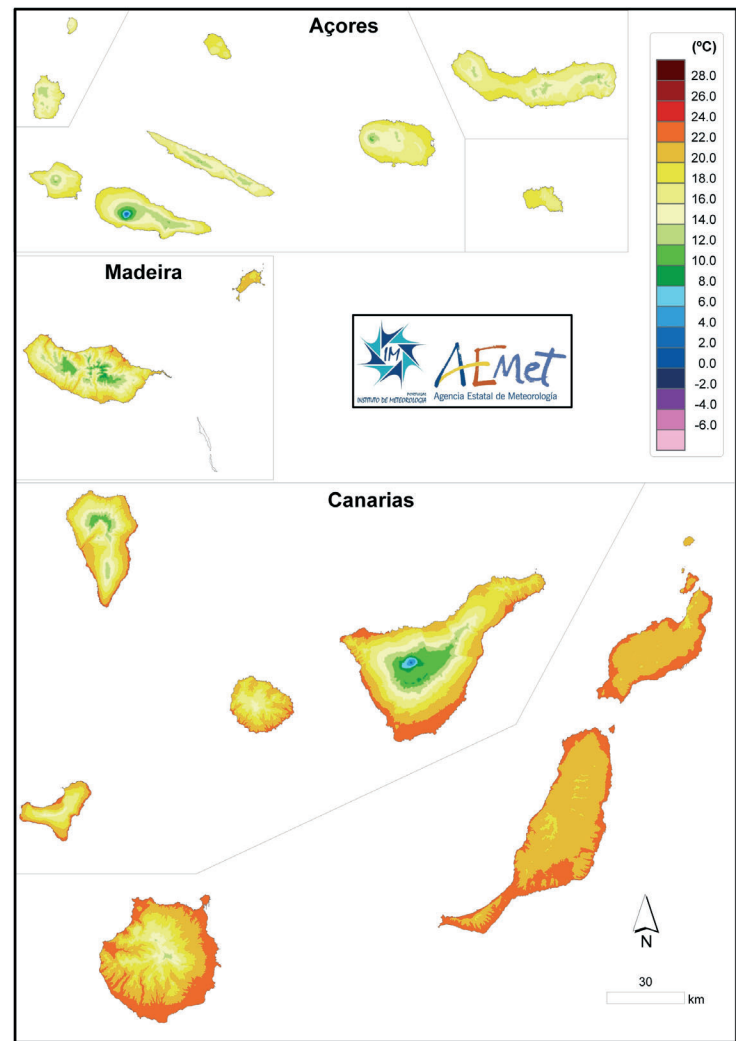 Açores
(ºC)
28.0
26.0
24.0
22.0
20.0
18.0
16.0
14.0
12.0
10.0
8.0
6.0
4.0
2.0
0.0
-2.0
-4.0
-6.0
Madeira
IM
PORTUGAL
INSTITUTO DE METEOROLOGIA
AEMet
Agencia Estatal de Meteorología
Canarias
N
30
km